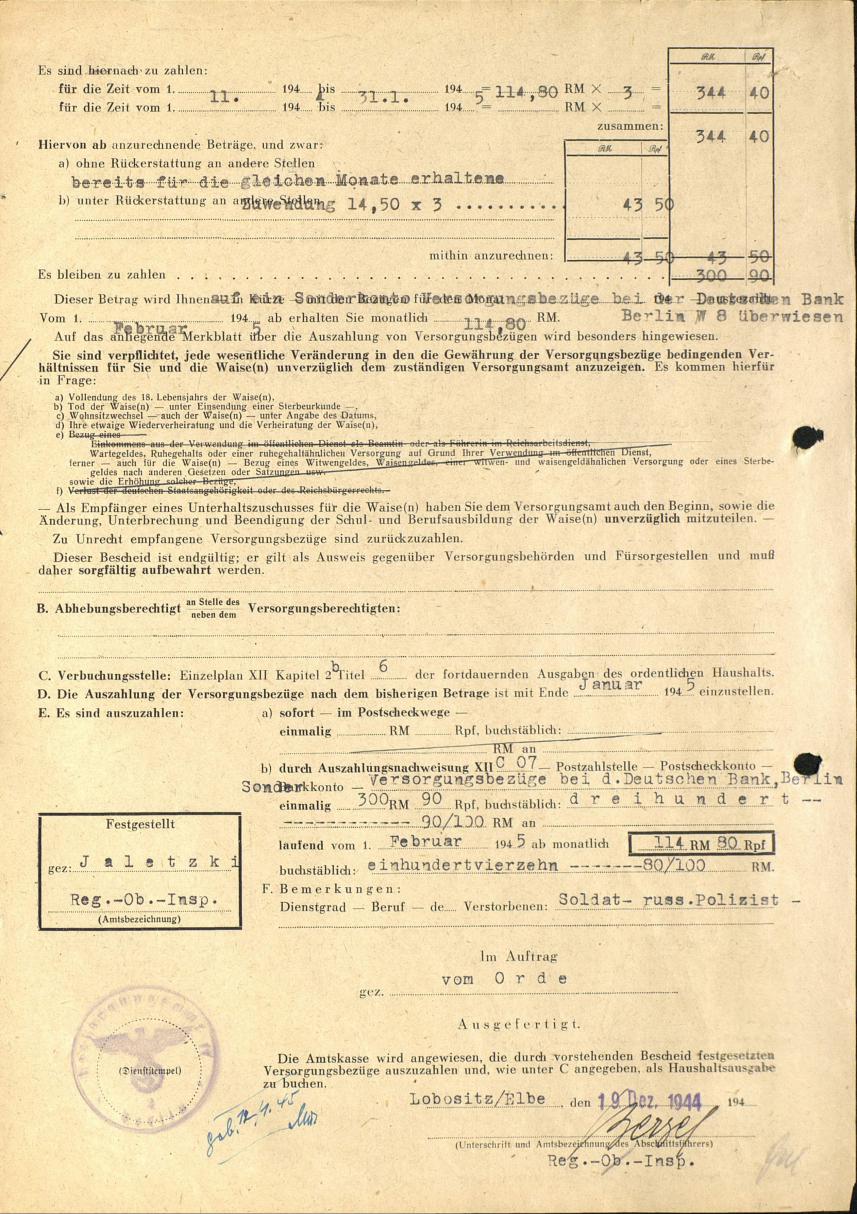 RM Rpf
Es sind hiernach zu zahlen:
für die Zeit vom 1. 11. 194 4 bis 31.1. 194 5 = 114,80 RM × 3 = 344 40
für die Zeit vom 1. 194 bis 194 = RM × =
zusammen: 344 40
Hiervon ab anzurechnende Beträge, und zwar: RM Rpf
a) ohne Rückerstattung an andere Stellen
bereits für die gleichen Monate erhaltene
b) unter Rückerstattung an andere Stellen
Zuwendung 14,50 x 3 .......... 43 50
mithin anzurechnen: 43 50 43 50
Es bleiben zu zahlen 300 90
Dieser Betrag wird Ihnen
auf ein Sonderkonto Versorgungsbezüge bei der Deutschen Bank
Berlin W 8 überwiesen
Vom 1. Februar 194 5 ab erhalten Sie monatlich 114,80 RM.
Auf das anliegende Merkblatt über die Auszahlung von Versorgungsbezügen wird besonders hingewiesen.
Sie sind verpflichtet, jede wesentliche Veränderung in den die Gewährung der Versorgungsbezüge bedingenden Ver-
hältnissen für Sie und die Waise(n) unverzüglich dem zuständigen Versorgungsamt anzuzeigen. Es kommen hierfür
in Frage:
a) Vollendung des 18. Lebensjahrs der Waise(n),
b) Tod der Waise(n) — unter Einsendung einer Sterbeurkunde —,
c) Wohnsitzwechsel — auch der Waise(n) — unter Angabe des Datums,
d) Ihre etwaige Wiederverheiratung und die Verheiratung der Waise(n),
e) Bezug eines
Einkommens aus der Verwendung im öffentlichen Dienst als Beamtin oder als Führerin im Reichsarbeitsdienst,
Wartegeldes, Ruhegehalts oder einer ruhegehaltähnlichen Versorgung auf Grund Ihrer Verwendung im öffentlichen Dienst,
ferner — auch für die Waise(n) — Bezug eines Witwengeldes, Waisengeldes, einer witwen- und waisengeldähnlichen Versorgung oder eines Sterbe-
geldes nach anderen Gesetzen oder Satzungen usw.
sowie die Erhöhung solcher Bezüge,
f) Verlust der deutschen Staatsangehörigkeit oder des Reichsbürgerrechts.
— Als Empfänger eines Unterhaltszuschusses für die Waise(n) haben Sie dem Versorgungsamt auch den Beginn, sowie die
Änderung, Unterbrechung und Beendigung der Schul- und Berufsausbildung der Waise(n) unverzüglich mitzuteilen. —
Zu Unrecht empfangene Versorgungsbezüge sind zurückzuzahlen.
Dieser Bescheid ist endgültig; er gilt als Ausweis gegenüber Versorgungsbehörden und Fürsorgestellen und muß
daher sorgfältig aufbewahrt werden.
B. Abhebungsberechtigt an Stelle des neben dem Versorgungsberechtigten:
C. Verbuchungsstelle: Einzelplan XII Kapitel 2 b Titel 6 der fortdauernden Ausgaben des ordentlichen Haushalts.
D. Die Auszahlung der Versorgungsbezüge nach dem bisherigen Betrage ist mit Ende Januar 194 5 einzustellen.
E. Es sind auszuzahlen: a) sofort — im Postscheckwege —
einmalig RM Rpf, buchstäblich:
RM an
b) durch Auszahlungsnachweisung XII C 07 — Postzahlstelle — Postscheckkonto —
Sonder Bankkonto — Versorgungsbezüge bei d.Deutschen Bank,Berlin
einmalig 300 RM 90 Rpf, buchstäblich: dreihundert --
------------ 90/100 RM an
laufend vom 1. Februar 194 5 ab monatlich 114 RM 80 Rpf
buchstäblich: einhundertvierzehn -------80/100 RM.
Festgestellt
gez: Jaletzki
Reg.-Ob.-Insp.
(Amtsbezeichnung)
F. Bemerkungen:
Dienstgrad — Beruf — de Verstorbenen: Soldat- russ.Polizist -
Im Auftrag
gez. vom Orde
Ausgefertigt.
(Dienststempel)
Die Amtskasse wird angewiesen, die durch vorstehenden Bescheid festgesetzten
Versorgungsbezüge auszuzahlen und, wie unter C angegeben, als Haushaltsausgabe
zu buchen.
Lobositz/Elbe, den 19. Dez. 1944 194
(Unterschrift und Amtsbezeichnung des Abschnittsführers)
Reg.-Ob.-Insp.